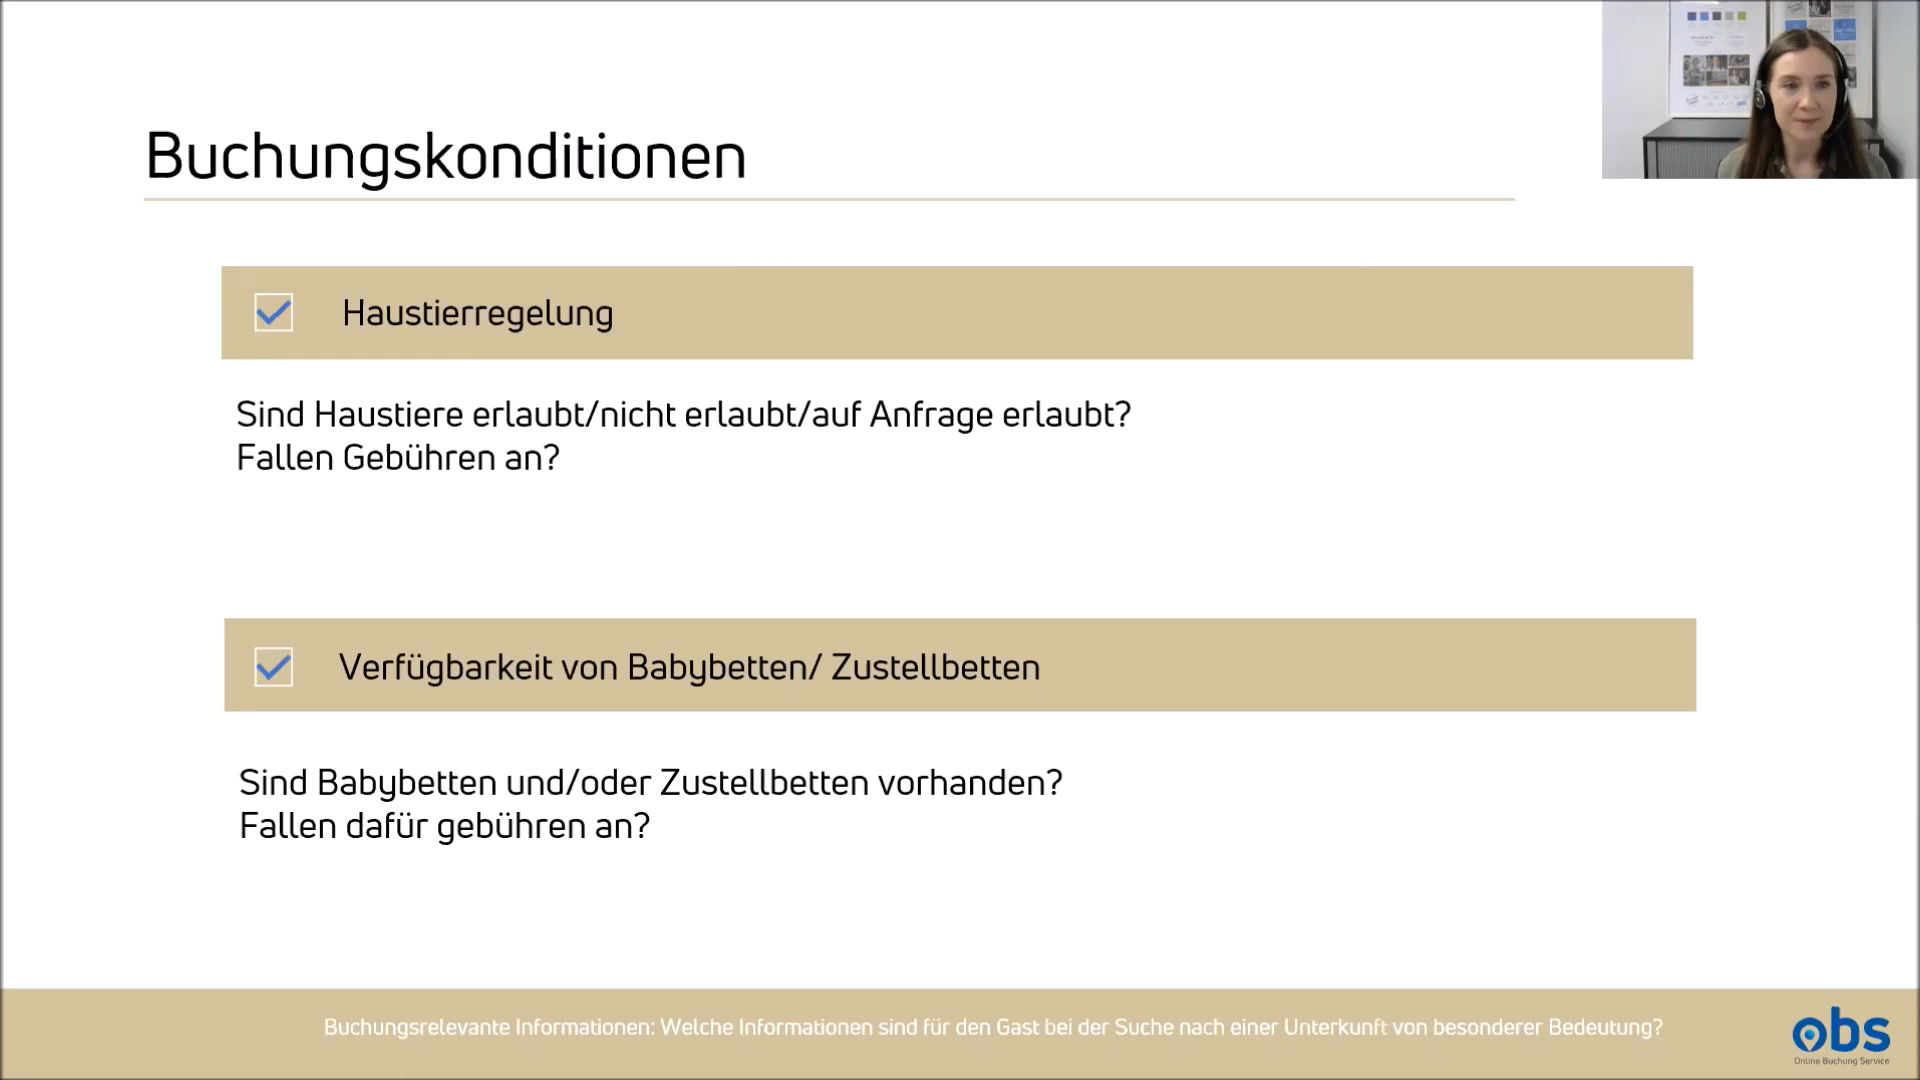 Buchungskonditionen
Haustierregelung
Sind Haustiere erlaubt/nicht erlaubt/auf Anfrage erlaubt?
Fallen Gebühren an?
Verfügbarkeit von Babybetten/ Zustellbetten
Sind Babybetten und/oder Zustellbetten vorhanden?
Fallen dafür gebühren an?
Buchungsrelevante Informationen: Welche Informationen sind für den Gast bei der Suche nach einer Unterkunft von besonderer Bedeutung?
obs
Online Buchung Service